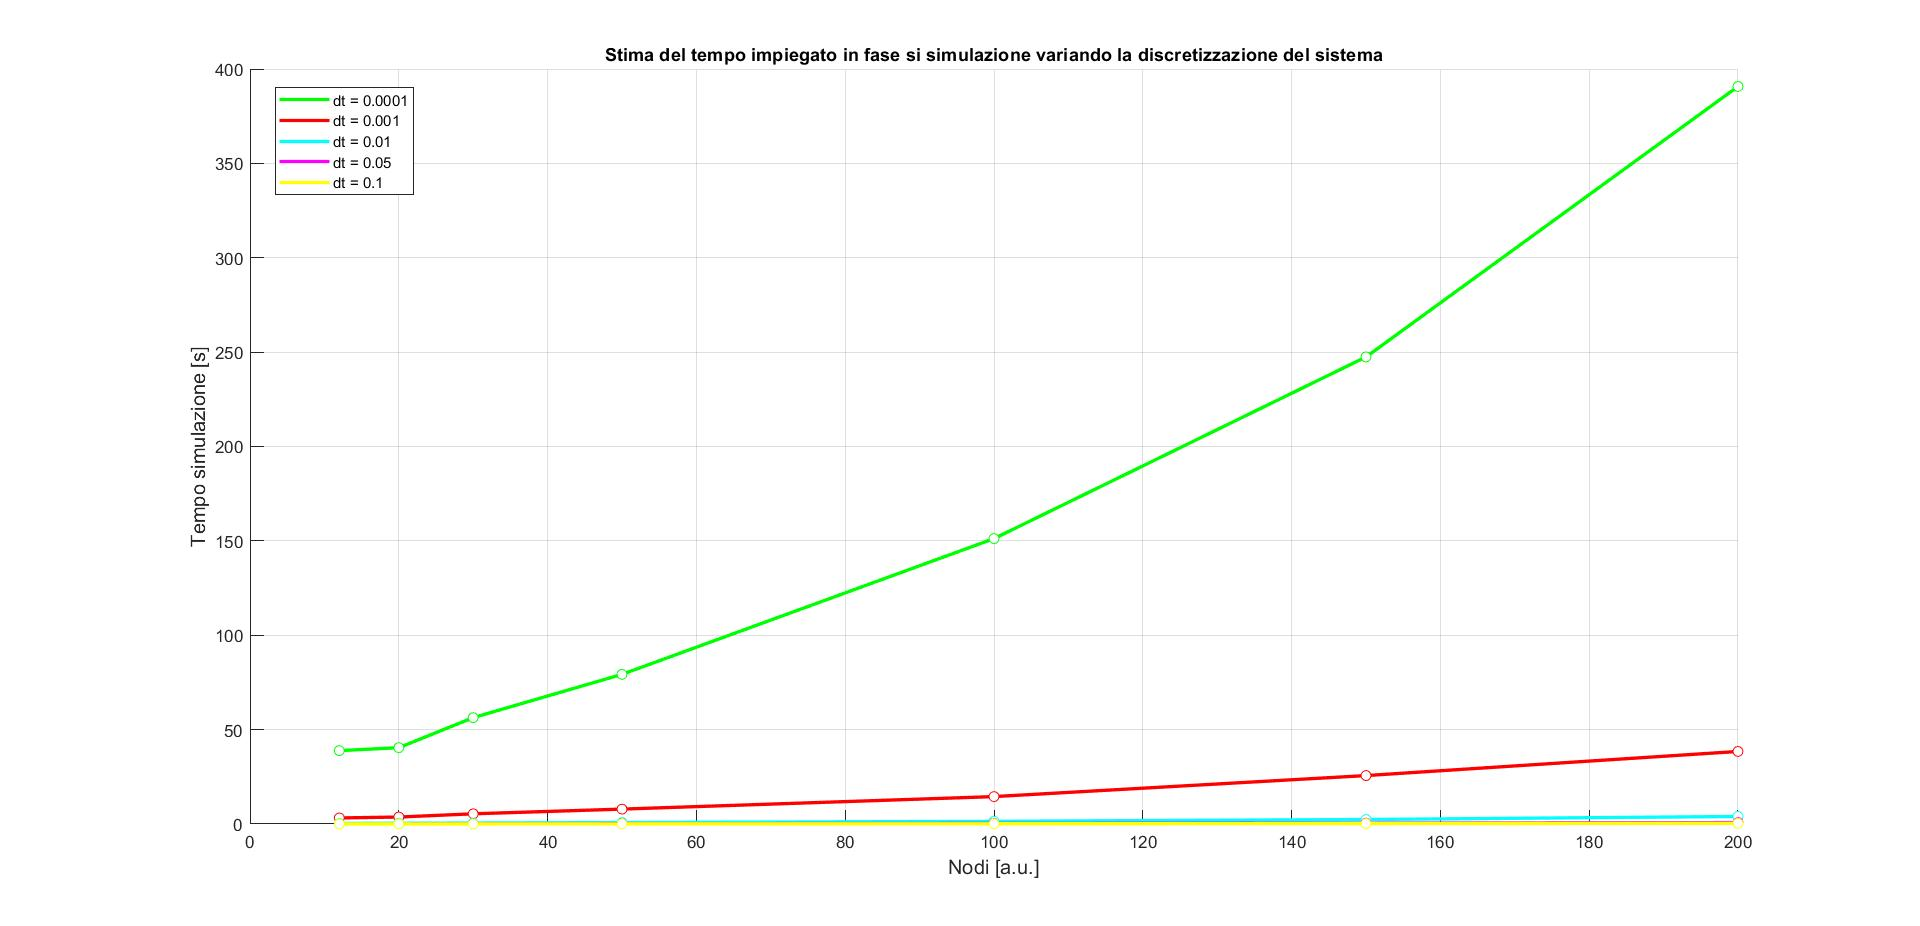 Stima del tempo impiegato in fase si simulazione variando la discretizzazione del sistema
400
350
300
250
200
150
100
50
0
Tempo simulazione [s]
dt = 0.0001
dt = 0.001
dt = 0.01
dt = 0.05
dt = 0.1
0 20 40 60 80 100 120 140 160 180 200
Nodi [a.u.]